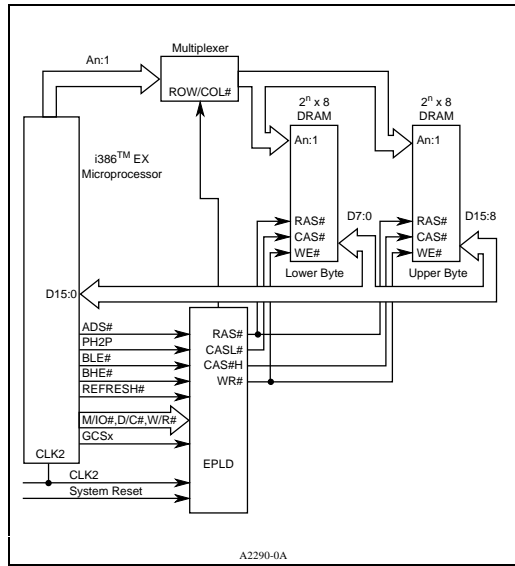 Multiplexer
An:1
ROW/COL#
2ⁿ x 8
DRAM
2ⁿ x 8
DRAM
An:1
An:1
i386™ EX
Microprocessor
RAS#
CAS#
WE#
D7:0
RAS#
CAS#
WE#
D15:8
Lower Byte
Upper Byte
D15:0
ADS#
PH2P
BLE#
BHE#
REFRESH#
M/IO#,D/C#,W/R#
GCSx
RAS#
CASL#
CAS#H
WR#
EPLD
CLK2
CLK2
System Reset
A2290-0A